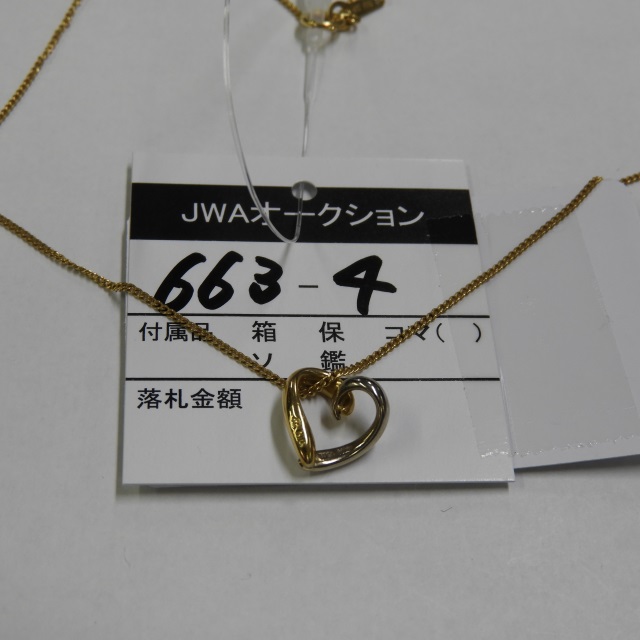 JWAオークション
663-4
付属品 箱 保 コマ( )
ソ 鑑
落札金額